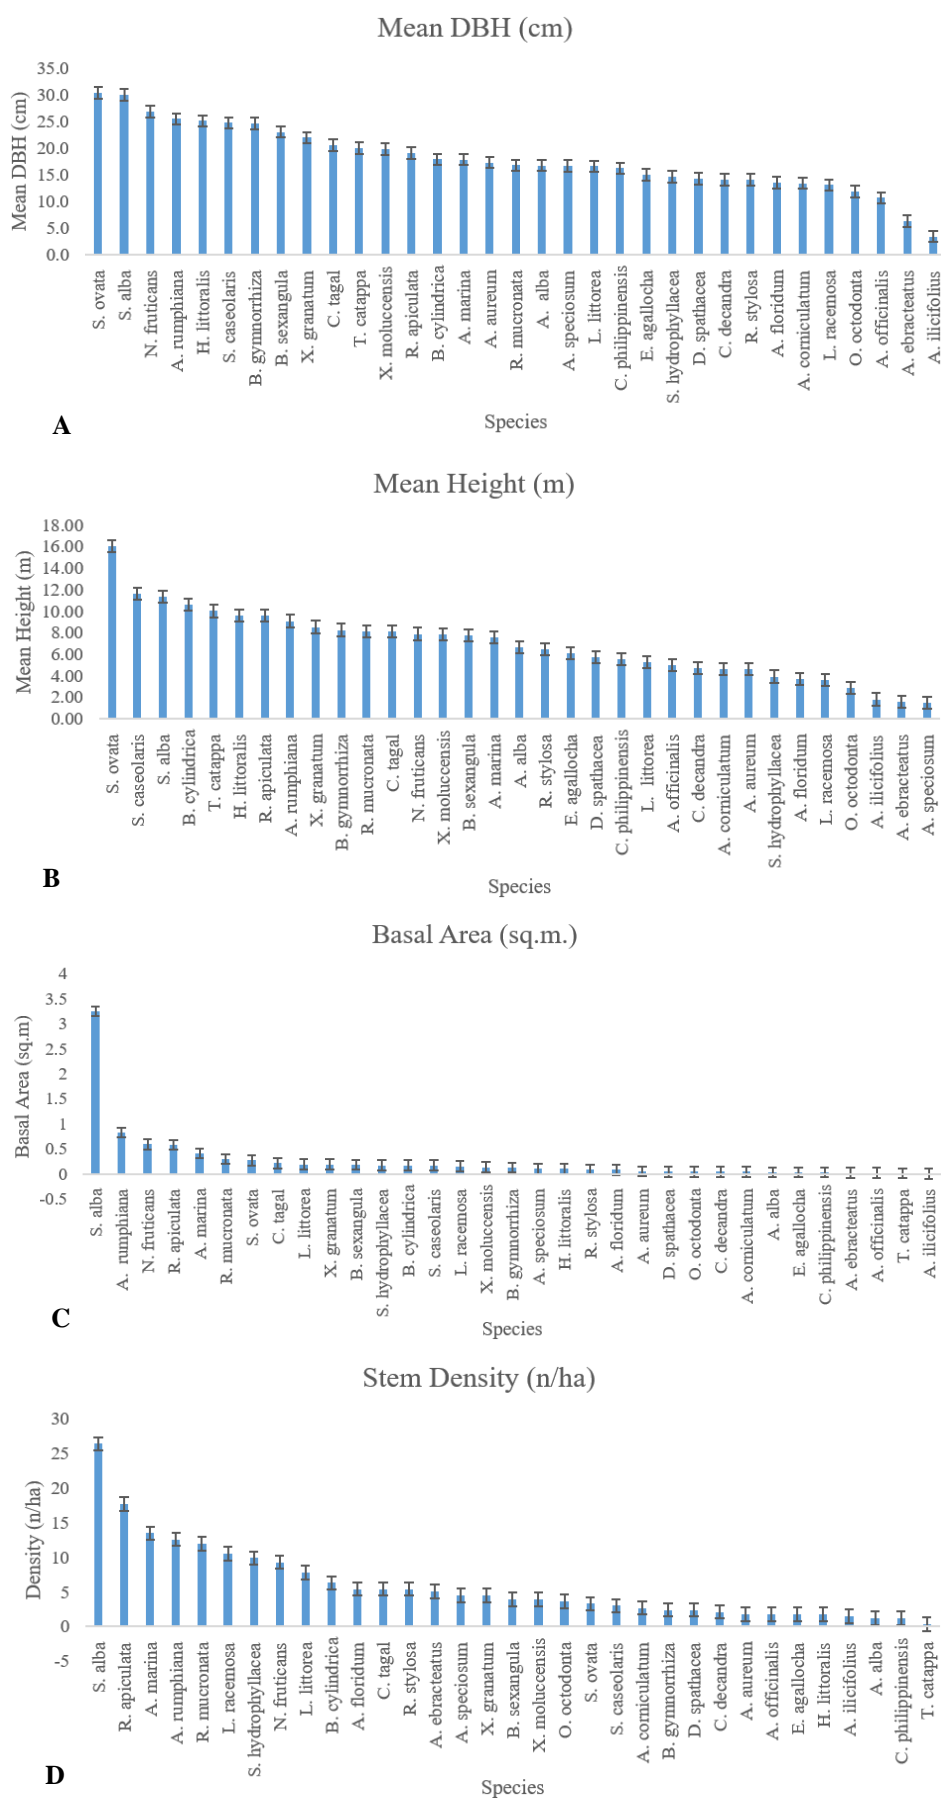 Mean DBH (cm)
35.0
30.0
25.0
20.0
15.0
10.0
5.0
0.0
Mean DBH (cm)
S. ovata
S. alba
N. fruticans
A. rumphiana
H. littoralis
S. caseolaris
B. gymnorrhiza
B. sexangula
X. granatum
C. tagal
T. catappa
X. moluccensis
R. apiculata
B. cylindrica
A. marina
A. aureum
R. mucronata
A. alba
A. speciosum
L. littorea
C. philippinensis
E. agallocha
S. hydrophyllacea
D. spathacea
C. decandra
R. stylosa
A. floridum
A. corniculatum
L. racemosa
O. octodonta
A. officinalis
A. ebracteatus
A. ilicifolius
Species
A
Mean Height (m)
18.00
16.00
14.00
12.00
10.00
8.00
6.00
4.00
2.00
0.00
Mean Height (m)
S. ovata
S. caseolaris
S. alba
B. cylindrica
T. catappa
H. littoralis
R. apiculata
A. rumphiana
X. granatum
B. gymnorrhiza
R. mucronata
C. tagal
N. fruticans
X. moluccensis
B. sexangula
A. marina
A. alba
R. stylosa
E. agallocha
D. spathacea
C. philippinensis
L. littorea
A. officinalis
C. decandra
A. corniculatum
A. aureum
S. hydrophyllacea
A. floridum
L. racemosa
O. octodonta
A. ilicifolius
A. ebracteatus
A. speciosum
Species
B
Basal Area (sq.m.)
4
3.5
3
2.5
2
1.5
1
0.5
0
-0.5
Basal Area (sq.m)
S. alba
A. rumphiana
N. fruticans
R. apiculata
A. marina
R. mucronata
S. ovata
C. tagal
L. littorea
X. granatum
B. sexangula
S. hydrophyllacea
B. cylindrica
S. caseolaris
L. racemosa
X. moluccensis
B. gymnorrhiza
A. speciosum
H. littoralis
R. stylosa
A. floridum
A. aureum
D. spathacea
O. octodonta
C. decandra
A. corniculatum
A. alba
E. agallocha
C. philippinensis
A. ebracteatus
A. officinalis
T. catappa
A. ilicifolius
Species
C
Stem Density (n/ha)
30
20
15
10
5
0
-5
Density (n/ha)
S. alba
R. apiculata
A. marina
A. rumphiana
R. mucronata
L. racemosa
S. hydrophyllacea
N. fruticans
L. littorea
B. cylindrica
A. floridum
C. tagal
R. stylosa
A. ebracteatus
A. speciosum
X. granatum
B. sexangula
X. moluccensis
O. octodonta
S. ovata
S. caseolaris
A. corniculatum
B. gymnorrhiza
D. spathacea
C. decandra
A. aureum
A. officinalis
E. agallocha
H. littoralis
A. ilicifolius
A. alba
C. philippinensis
T. catappa
Species
D